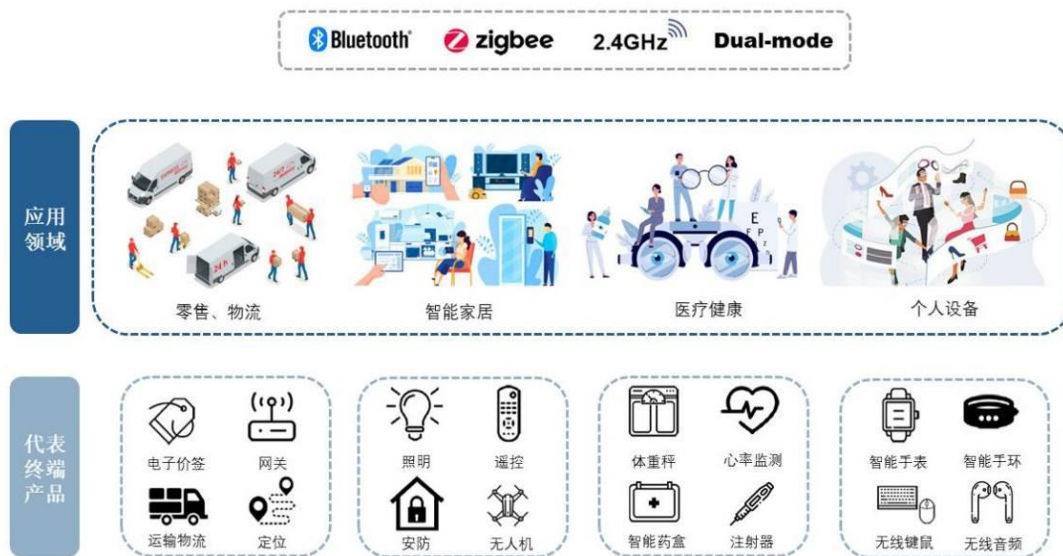 Bluetooth® zigbee 2.4GHz Dual-mode
应用
领域
24 h
E
F P
z
零售、物流 智能家居 医疗健康 个人设备
代表
终端
产品
电子价签 网关 照明 遥控 体重秤 心率监测 智能手表 智能手环
运输物流 定位 安防 无人机 智能药盒 注射器 无线键鼠 无线音频